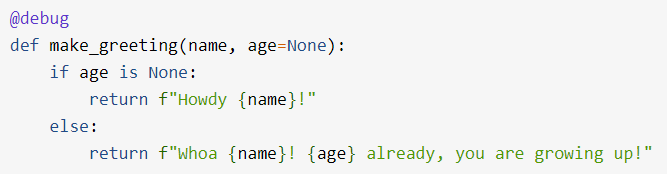 @debug
def make_greeting(name, age=None):
    if age is None:
        return f"Howdy {name}!"
    else:
        return f"Whoa {name}! {age} already, you are growing up!"